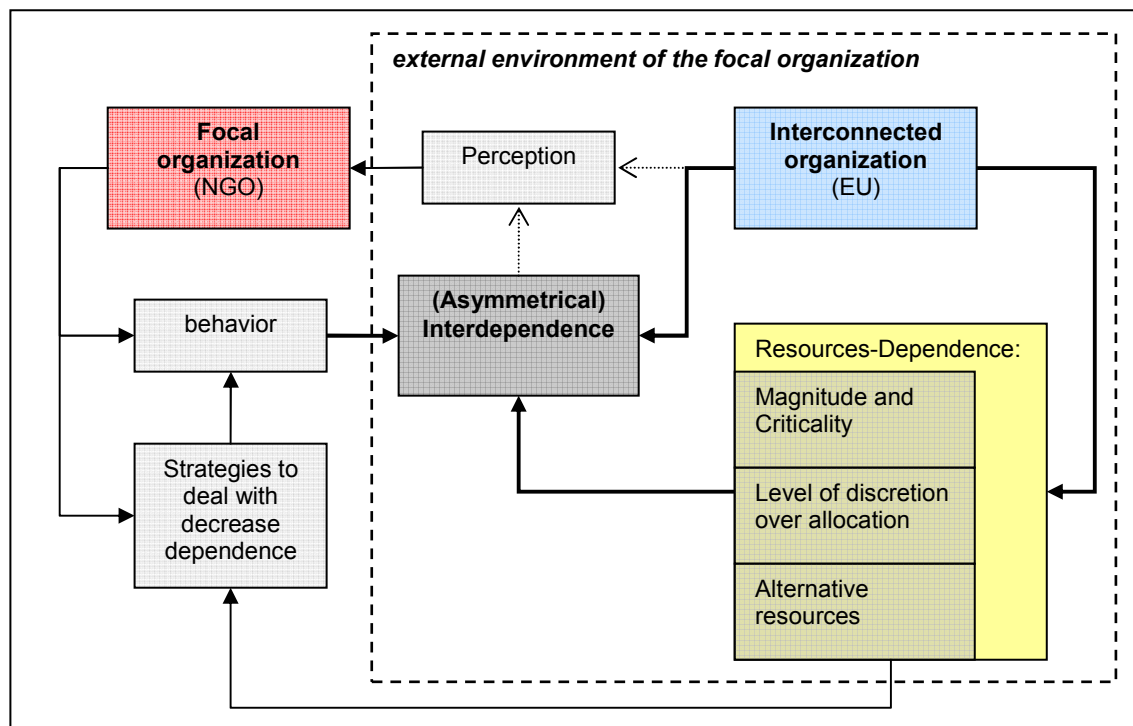 external environment of the focal organization
Focal
organization
(NGO)
Perception
Interconnected
organization
(EU)
(Asymmetrical)
Interdependence
behavior
Resources-Dependence:
Magnitude and
Criticality
Level of discretion
over allocation
Alternative
resources
Strategies to
deal with
decrease
dependence